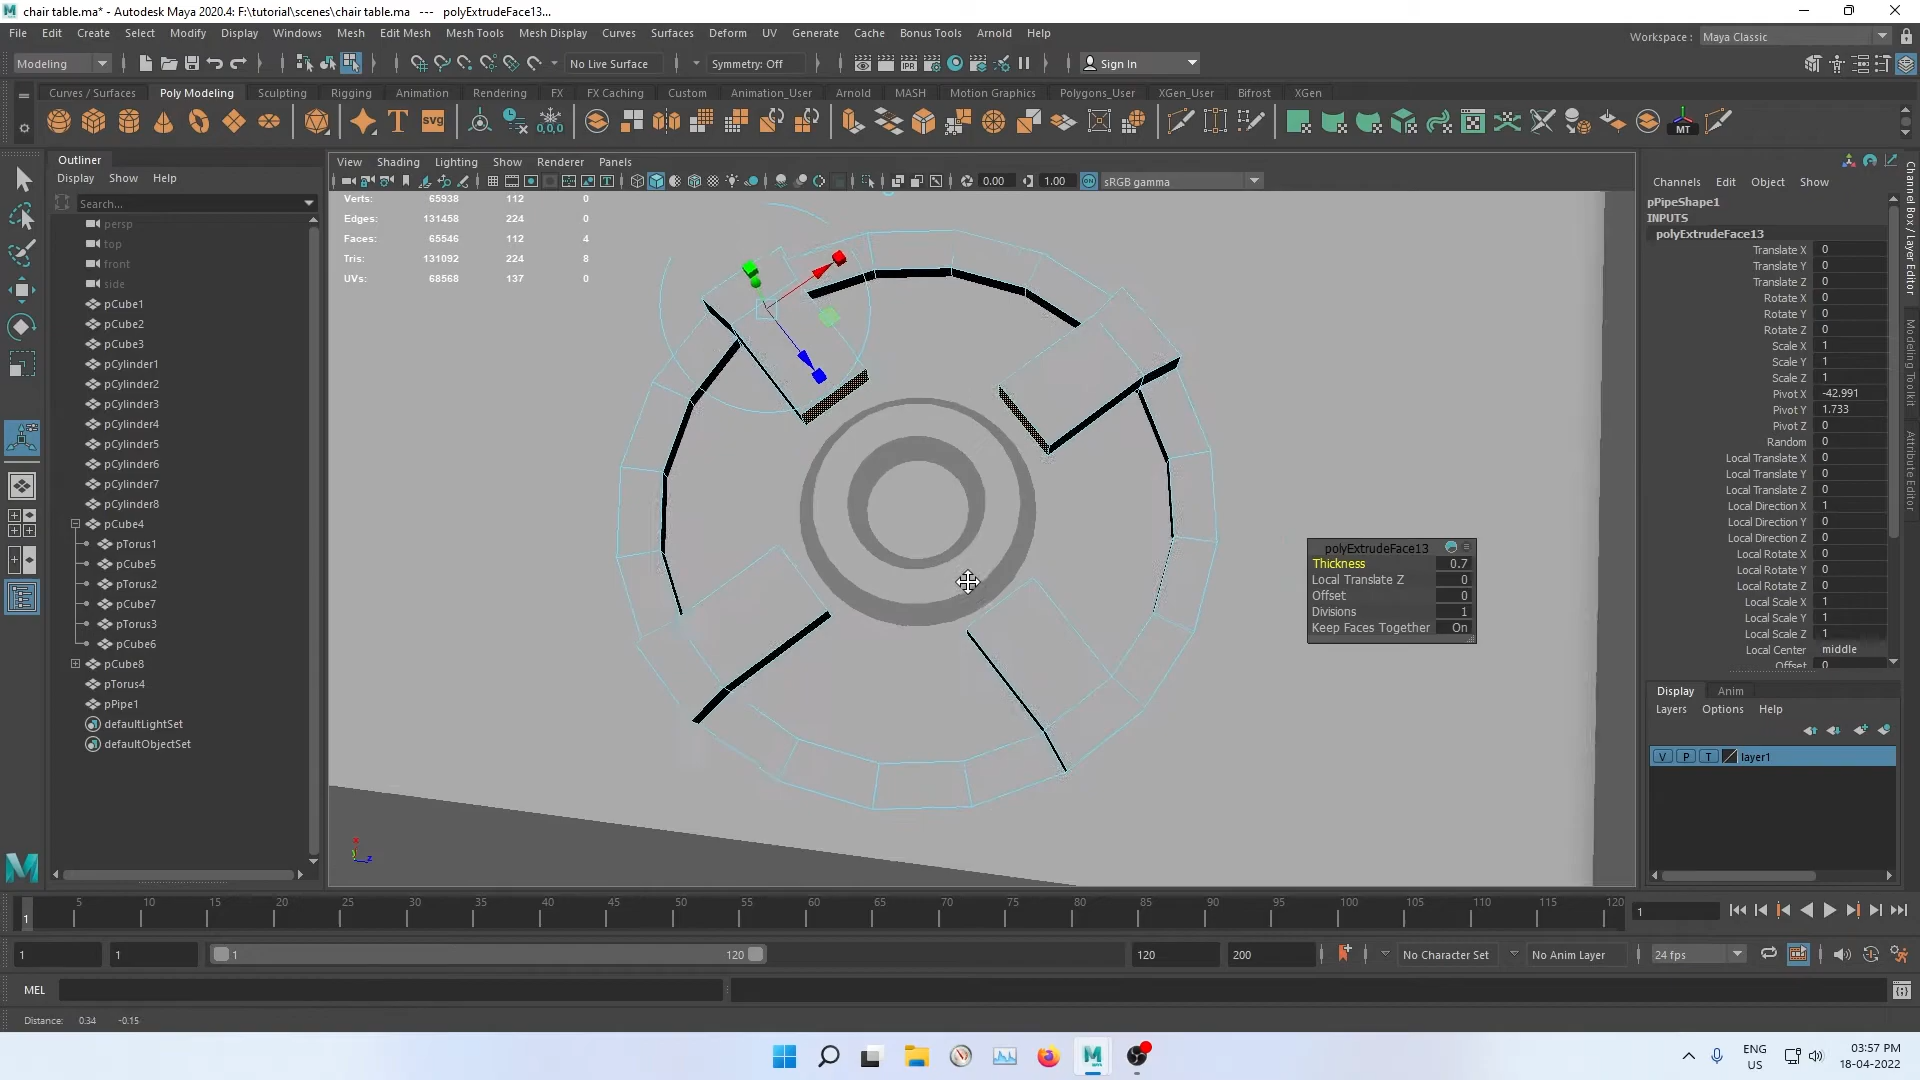 chair table.ma* - Autodesk Maya 2020.4: F:\tutorial\scenes\chair table.ma --- polyExtrudeFace13...
File Edit Create Select Modify Display Windows Mesh Edit Mesh Mesh Tools Mesh Display Curves Surfaces Deform UV Generate Cache Bonus Tools Arnold Help
Workspace : Maya Classic
Modeling No Live Surface Symmetry: Off Sign In
Curves / Surfaces Poly Modeling Sculpting Rigging Animation Rendering FX FX Caching Custom Animation_User Arnold MASH Motion Graphics Polygons_User XGen_User Bifrost XGen
T SVG 0,0,0 MT
Outliner
Display Show Help
Search...
persp
top
front
side
pCube1
pCube2
pCube3
pCylinder1
pCylinder2
pCylinder3
pCylinder4
pCylinder5
pCylinder6
pCylinder7
pCylinder8
pCube4
pTorus1
pCube5
pTorus2
pCube7
pTorus3
pCube6
pCube8
pTorus4
pPipe1
defaultLightSet
defaultObjectSet
View Shading Lighting Show Renderer Panels
0.00 1.00 sRGB gamma
Verts: 65938 112 0
Edges: 131458 224 0
Faces: 65546 112 4
Tris: 131092 224 8
UVs: 68568 137 0
polyExtrudeFace13
Thickness 0.7
Local Translate Z 0
Offset 0
Divisions 1
Keep Faces Together On
Channels Edit Object Show
pPipeShape1
INPUTS
polyExtrudeFace13
Translate X 0
Translate Y 0
Translate Z 0
Rotate X 0
Rotate Y 0
Rotate Z 0
Scale X 1
Scale Y 1
Scale Z 1
Pivot X -42.991
Pivot Y 1.733
Pivot Z 0
Random 0
Local Translate X 0
Local Translate Y 0
Local Translate Z 0
Local Direction X 1
Local Direction Y 0
Local Direction Z 0
Local Rotate X 0
Local Rotate Y 0
Local Rotate Z 0
Local Scale X 1
Local Scale Y 1
Local Scale Z 1
Local Center middle
Offset 0
Channel Box / Layer Editor
Modeling Toolkit
Attribute Editor
Display Anim
Layers Options Help
V P T layer1
5 10 15 20 25 30 35 40 45 50 55 60 65 70 75 80 85 90 95 100 105 110 115 120
1 1
1 1 1 120 120 200 No Character Set No Anim Layer 24 fps
MEL
Distance: 0.34 -0.15
ENG
US
03:57 PM
18-04-2022